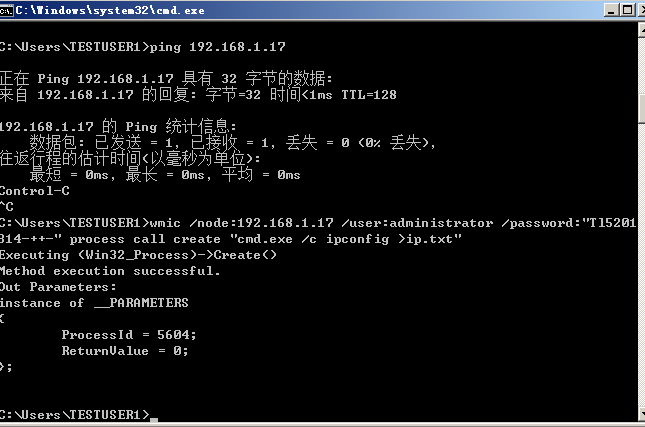 C:\Windows\system32\cmd.exe
C:\Users\TESTUSER1>ping 192.168.1.17
正在 Ping 192.168.1.17 具有 32 字节的数据:
来自 192.168.1.17 的回复: 字节=32 时间<1ms TTL=128
192.168.1.17 的 Ping 统计信息:
数据包: 已发送 = 1, 已接收 = 1, 丢失 = 0 (0% 丢失),
往返行程的估计时间(以毫秒为单位):
最短 = 0ms, 最长 = 0ms, 平均 = 0ms
Control-C
^C
C:\Users\TESTUSER1>wmic /node:192.168.1.17 /user:administrator /password:"Tl5201
314-++-" process call create "cmd.exe /c ipconfig >ip.txt"
Executing (Win32_Process)->Create()
Method execution successful.
Out Parameters:
instance of __PARAMETERS
{
ProcessId = 5604;
ReturnValue = 0;
};
C:\Users\TESTUSER1>_